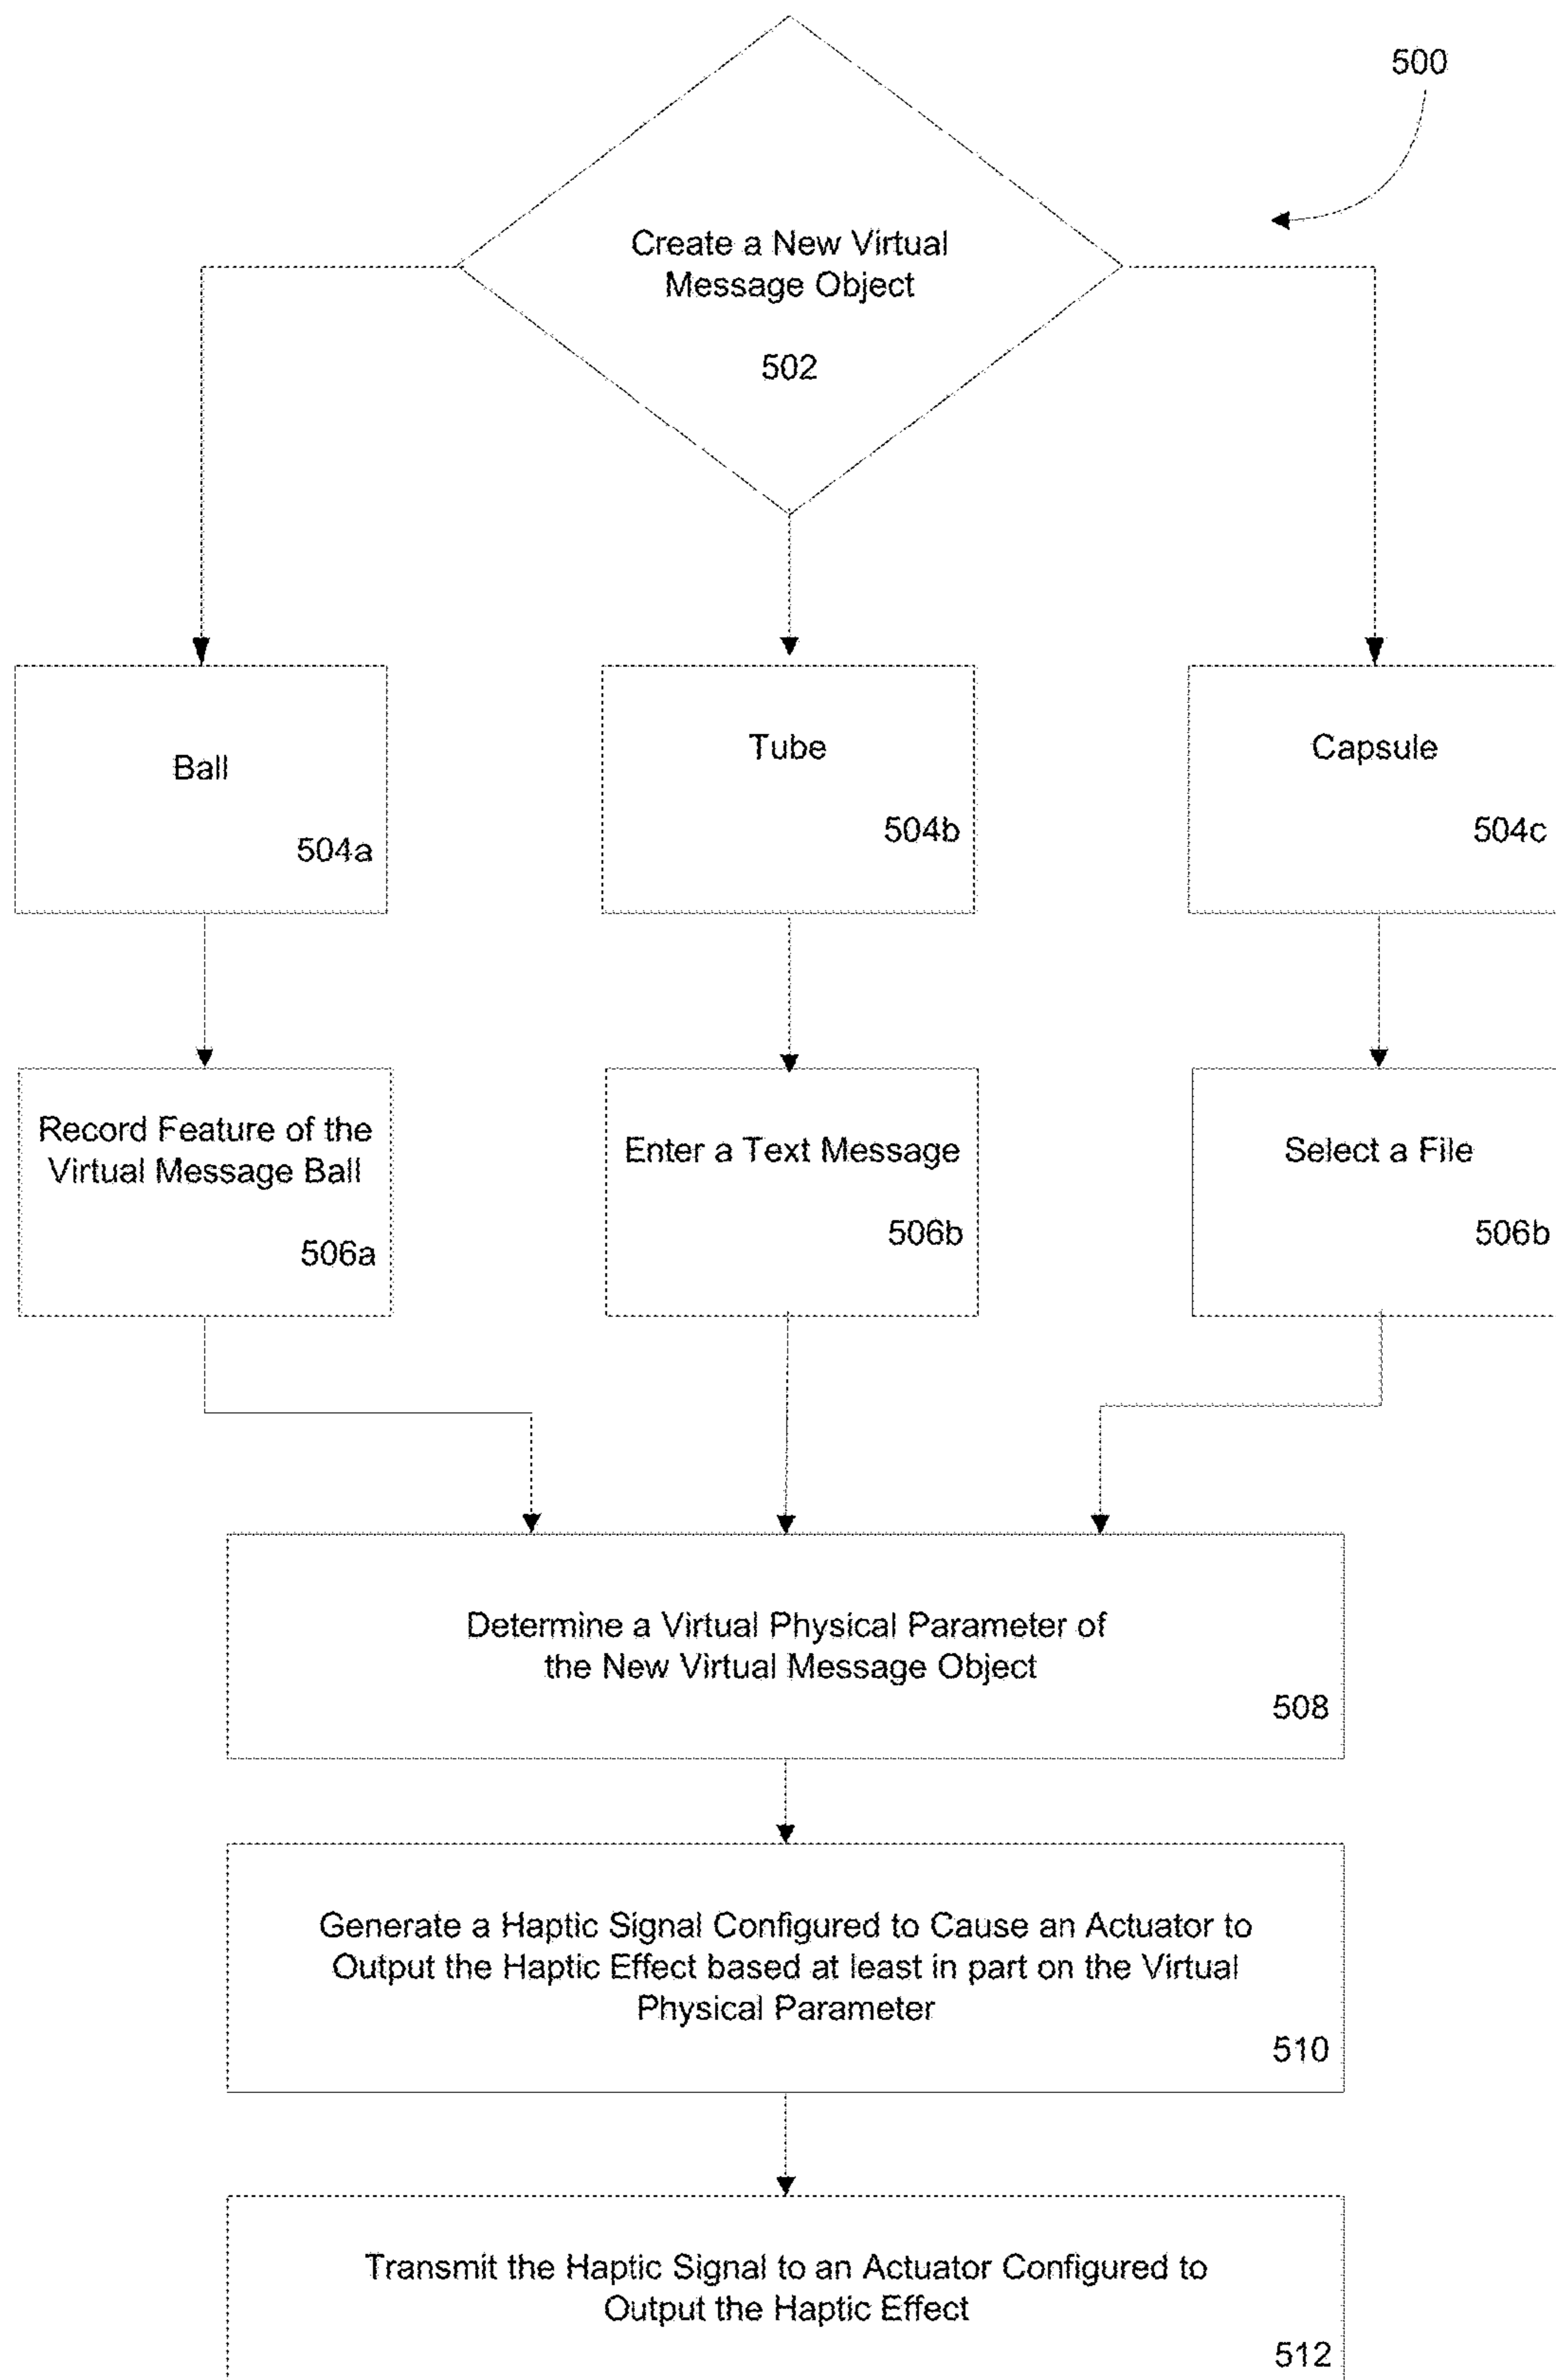 500
Create a New Virtual
Message Object
502
Ball
504a
Tube
504b
Capsule
504c
Record Feature of the
Virtual Message Ball
506a
Enter a Text Message
506b
Select a File
506b
Determine a Virtual Physical Parameter of
the New Virtual Message Object
508
Generate a Haptic Signal Configured to Cause an Actuator to
Output the Haptic Effect based at least in part on the Virtual
Physical Parameter
510
Transmit the Haptic Signal to an Actuator Configured to
Output the Haptic Effect
512